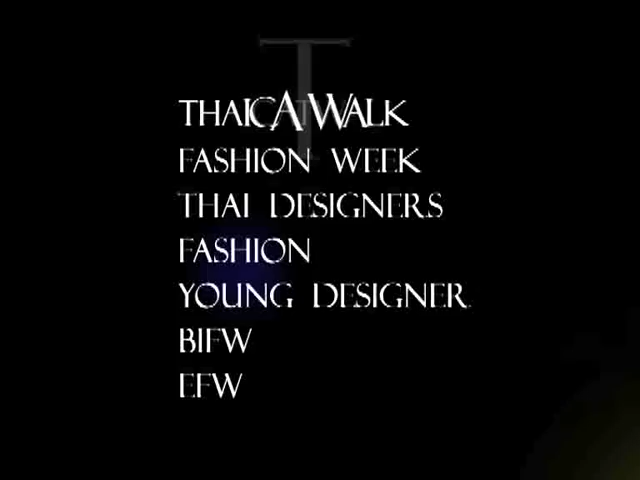 THAICATWALK
FASHION WEEK
THAI DESIGNERS
FASHION
YOUNG DESIGNER
BIFW
EFW